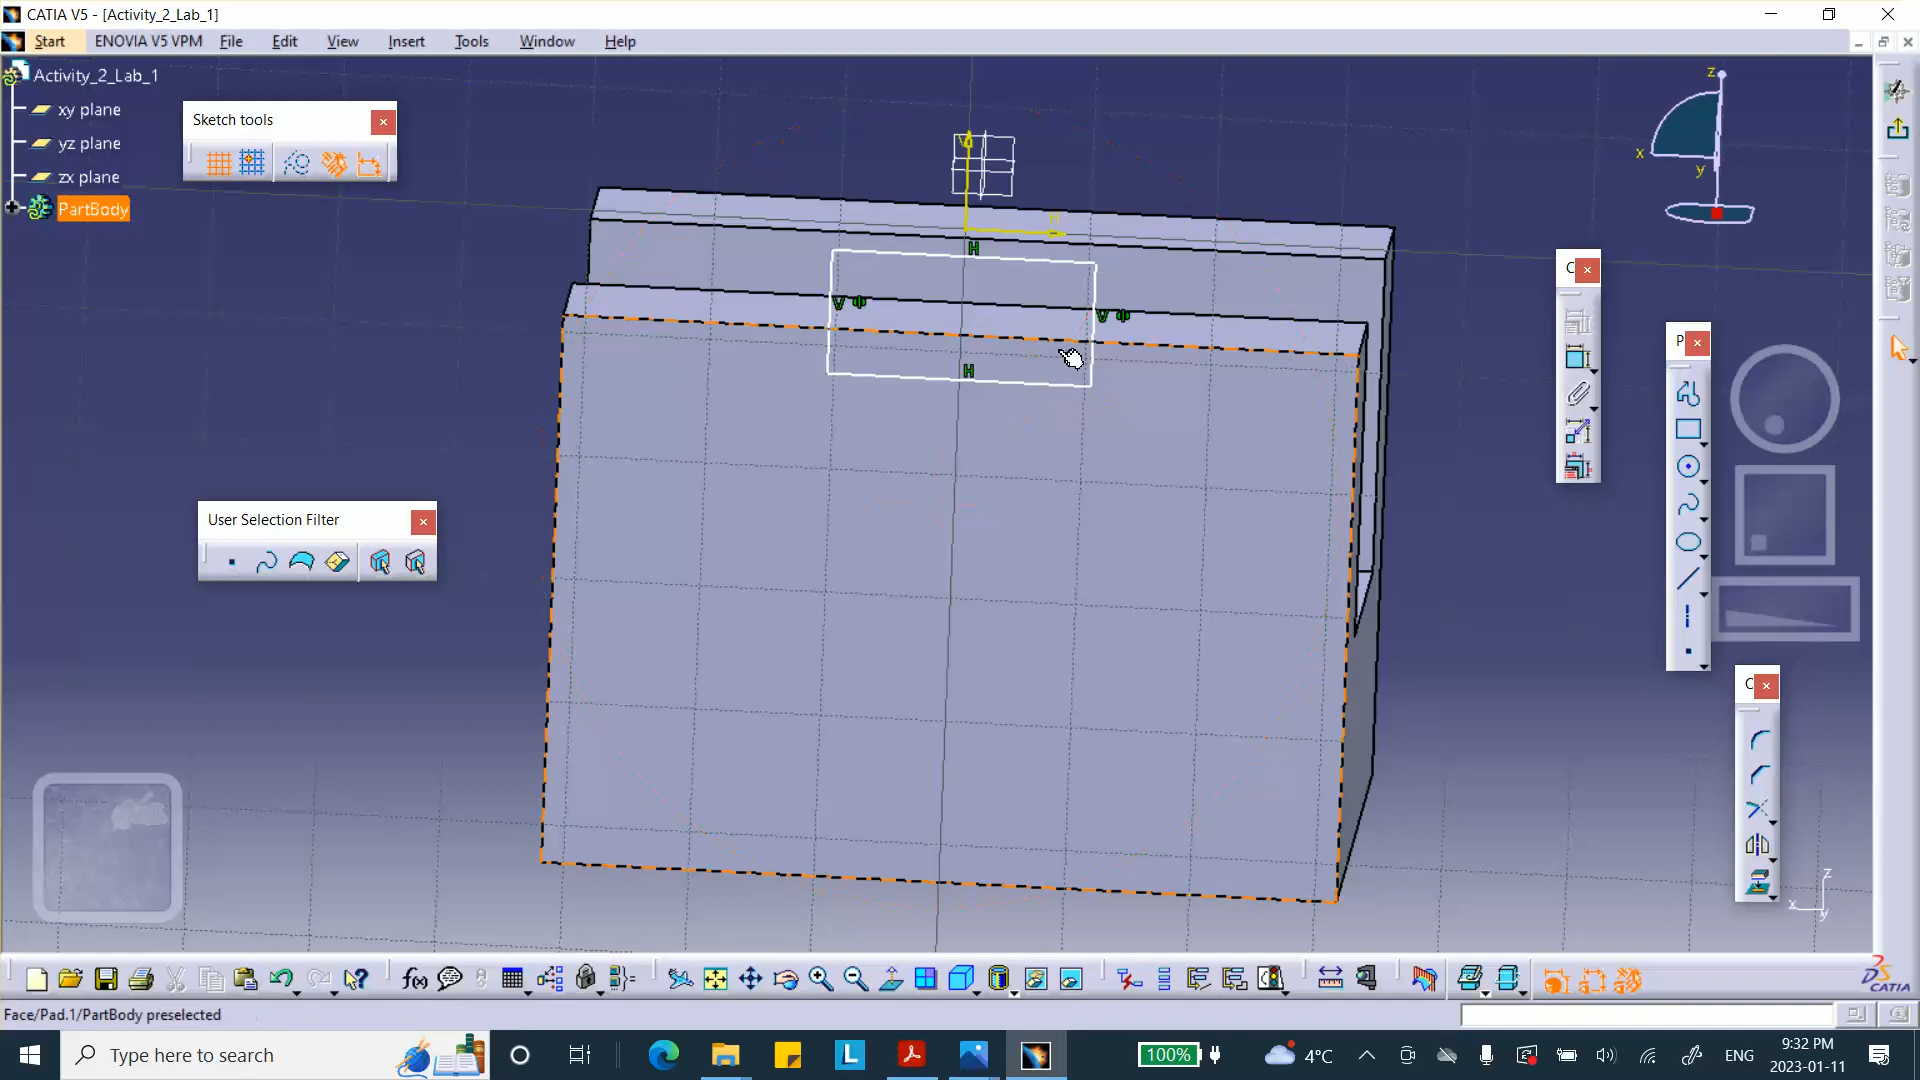 CATIA V5 - [Activity_2_Lab_1]
Start ENOVIA V5 VPM File Edit View Insert Tools Window Help
Activity_2_Lab_1
xy plane
yz plane
zx plane
PartBody
Sketch tools
z
x
y
V
H
H
V
V
H
C
P
User Selection Filter
C
z
x
y
f(x)
CATIA
Face/Pad.1/PartBody preselected
Type here to search
L
100%
4°C
ENG
9:32 PM
2023-01-11